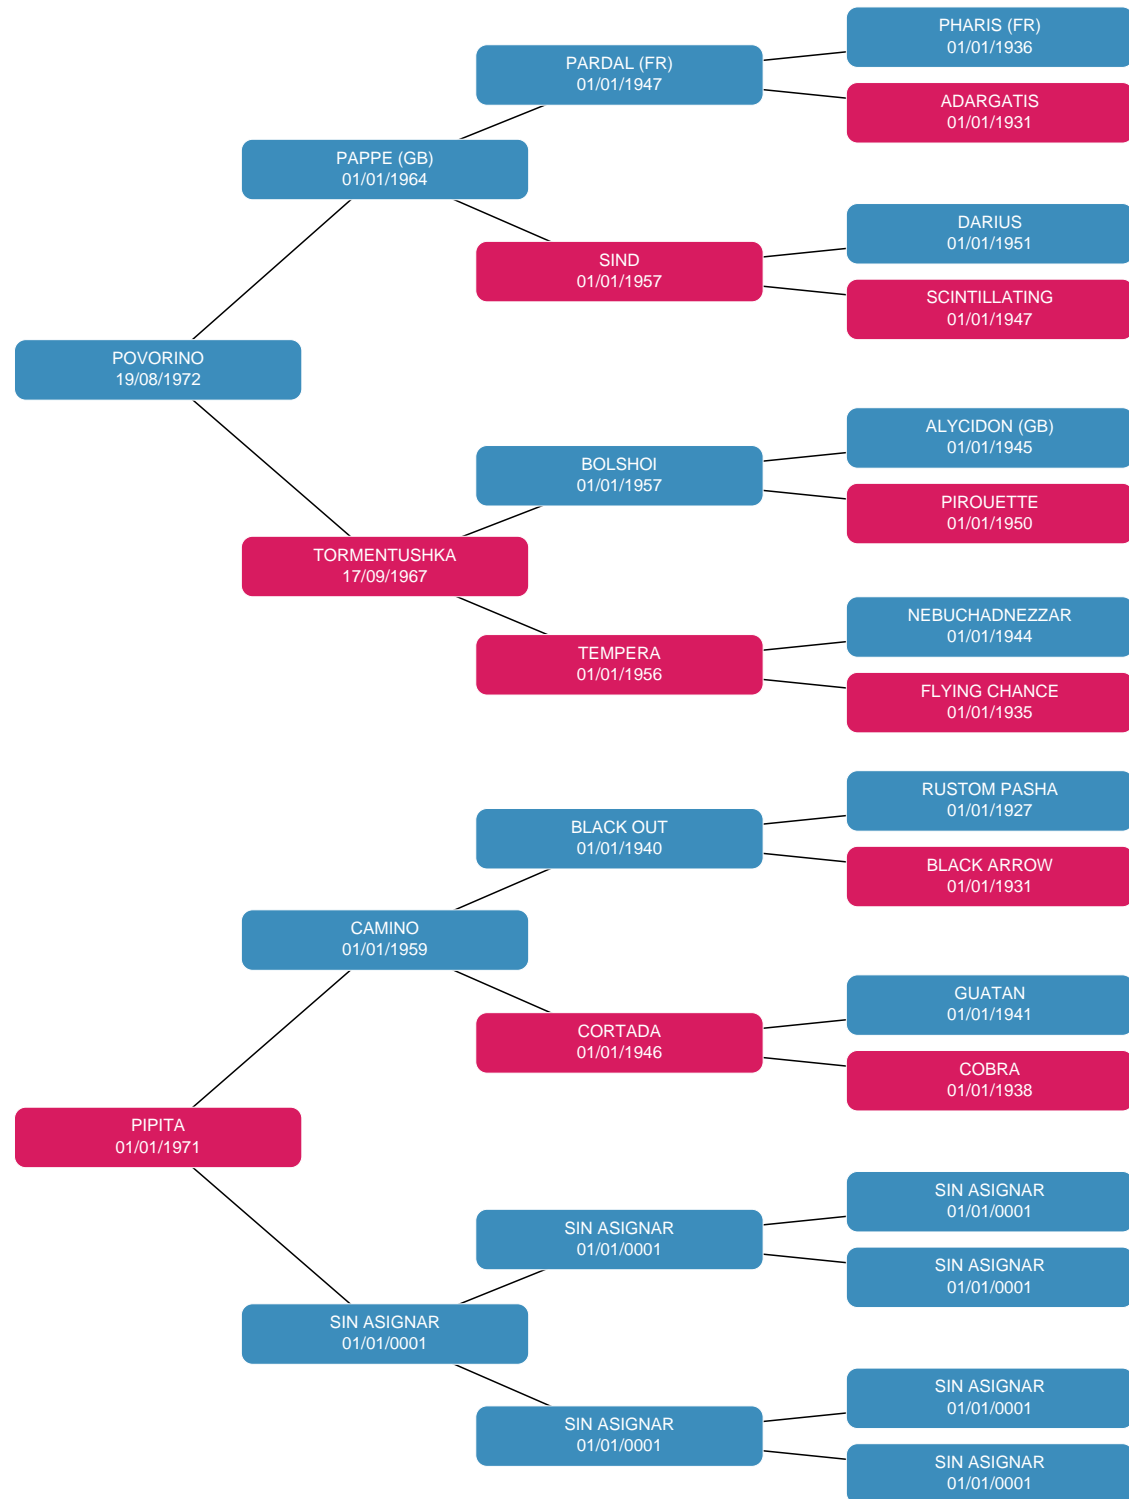 PHARIS (FR)
01/01/1936
PARDAL (FR)
01/01/1947
ADARGATIS
01/01/1931
PAPPE (GB)
01/01/1964
DARIUS
01/01/1951
SIND
01/01/1957
SCINTILLATING
01/01/1947
POVORINO
19/08/1972
ALYCIDON (GB)
01/01/1945
BOLSHOI
01/01/1957
PIROUETTE
01/01/1950
TORMENTUSHKA
17/09/1967
NEBUCHADNEZZAR
01/01/1944
TEMPERA
01/01/1956
FLYING CHANCE
01/01/1935
RUSTOM PASHA
01/01/1927
BLACK OUT
01/01/1940
BLACK ARROW
01/01/1931
CAMINO
01/01/1959
GUATAN
01/01/1941
CORTADA
01/01/1946
COBRA
01/01/1938
PIPITA
01/01/1971
SIN ASIGNAR
01/01/0001
SIN ASIGNAR
01/01/0001
SIN ASIGNAR
01/01/0001
SIN ASIGNAR
01/01/0001
SIN ASIGNAR
01/01/0001
SIN ASIGNAR
01/01/0001
SIN ASIGNAR
01/01/0001